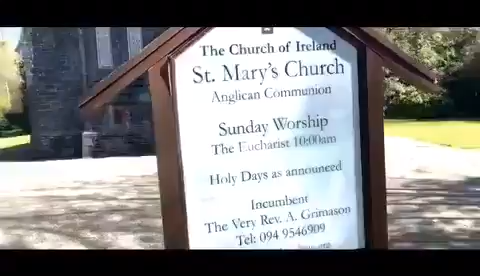 The Church of Ireland
St. Mary's Church
Anglican Communion
Sunday Worship
The Eucharist 10:00am
Holy Days as announced
Incumbent
The Very Rev. A. Grimason
Tel: 094 9546909